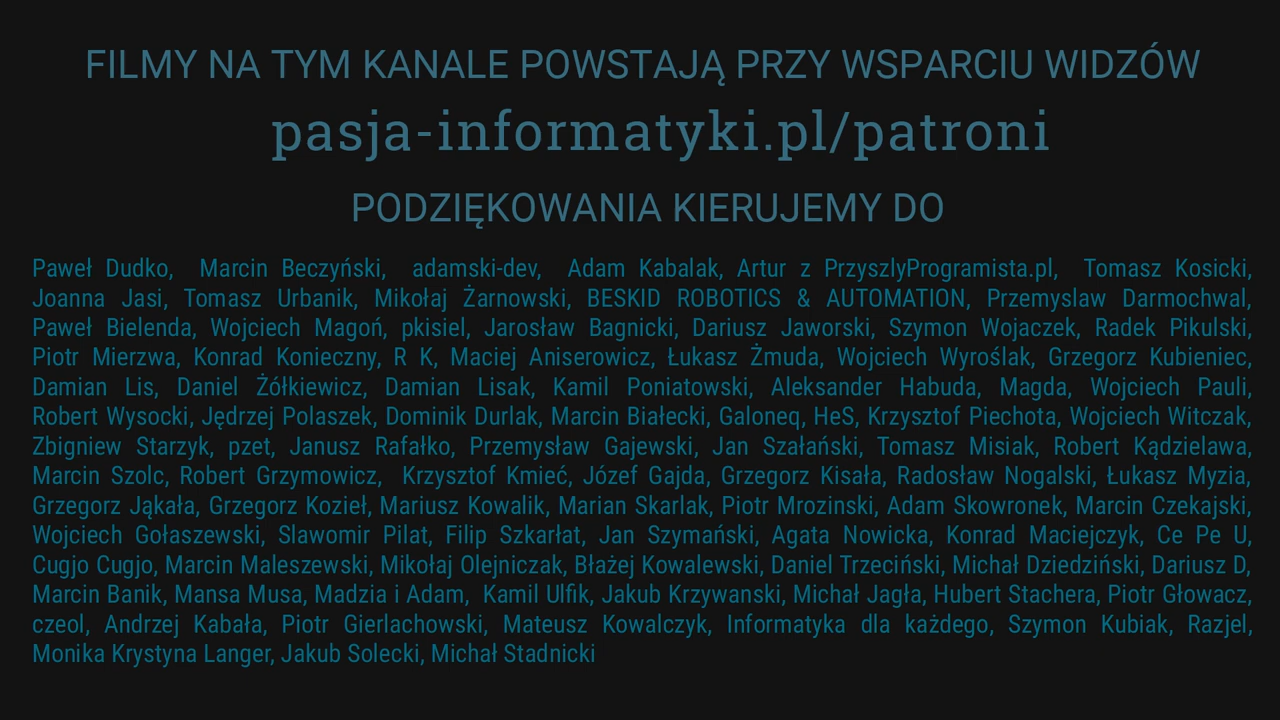 FILMY NA TYM KANALE POWSTAJĄ PRZY WSPARCIU WIDZÓW
pasja-informatyki.pl/patroni
PODZIĘKOWANIA KIERUJEMY DO
Paweł Dudko, Marcin Beczyński, adamski-dev, Adam Kabalak, Artur z PrzyszlyProgramista.pl, Tomasz Kosicki,
Joanna Jasi, Tomasz Urbanik, Mikołaj Żarnowski, BESKID ROBOTICS & AUTOMATION, Przemyslaw Darmochwal,
Paweł Bielenda, Wojciech Magoń, pkisiel, Jarosław Bagnicki, Dariusz Jaworski, Szymon Wojaczek, Radek Pikulski,
Piotr Mierzwa, Konrad Konieczny, R K, Maciej Aniserowicz, Łukasz Żmuda, Wojciech Wyroślak, Grzegorz Kubieniec,
Damian Lis, Daniel Żółkiewicz, Damian Lisak, Kamil Poniatowski, Aleksander Habuda, Magda, Wojciech Pauli,
Robert Wysocki, Jędrzej Polaszek, Dominik Durlak, Marcin Białecki, Galoneq, HeS, Krzysztof Piechota, Wojciech Witczak,
Zbigniew Starzyk, pzet, Janusz Rafałko, Przemysław Gajewski, Jan Szałański, Tomasz Misiak, Robert Kądzielawa,
Marcin Szolc, Robert Grzymowicz, Krzysztof Kmieć, Józef Gajda, Grzegorz Kisała, Radosław Nogalski, Łukasz Myzia,
Grzegorz Jąkała, Grzegorz Kozieł, Mariusz Kowalik, Marian Skarlak, Piotr Mrozinski, Adam Skowronek, Marcin Czekajski,
Wojciech Gołaszewski, Slawomir Pilat, Filip Szkarłat, Jan Szymański, Agata Nowicka, Konrad Maciejczyk, Ce Pe U,
Cugjo Cugjo, Marcin Maleszewski, Mikołaj Olejniczak, Błażej Kowalewski, Daniel Trzeciński, Michał Dziedziński, Dariusz D,
Marcin Banik, Mansa Musa, Madzia i Adam, Kamil Ulfik, Jakub Krzywanski, Michał Jagła, Hubert Stachera, Piotr Głowacz,
czeol, Andrzej Kabała, Piotr Gierlachowski, Mateusz Kowalczyk, Informatyka dla każdego, Szymon Kubiak, Razjel,
Monika Krystyna Langer, Jakub Solecki, Michał Stadnicki